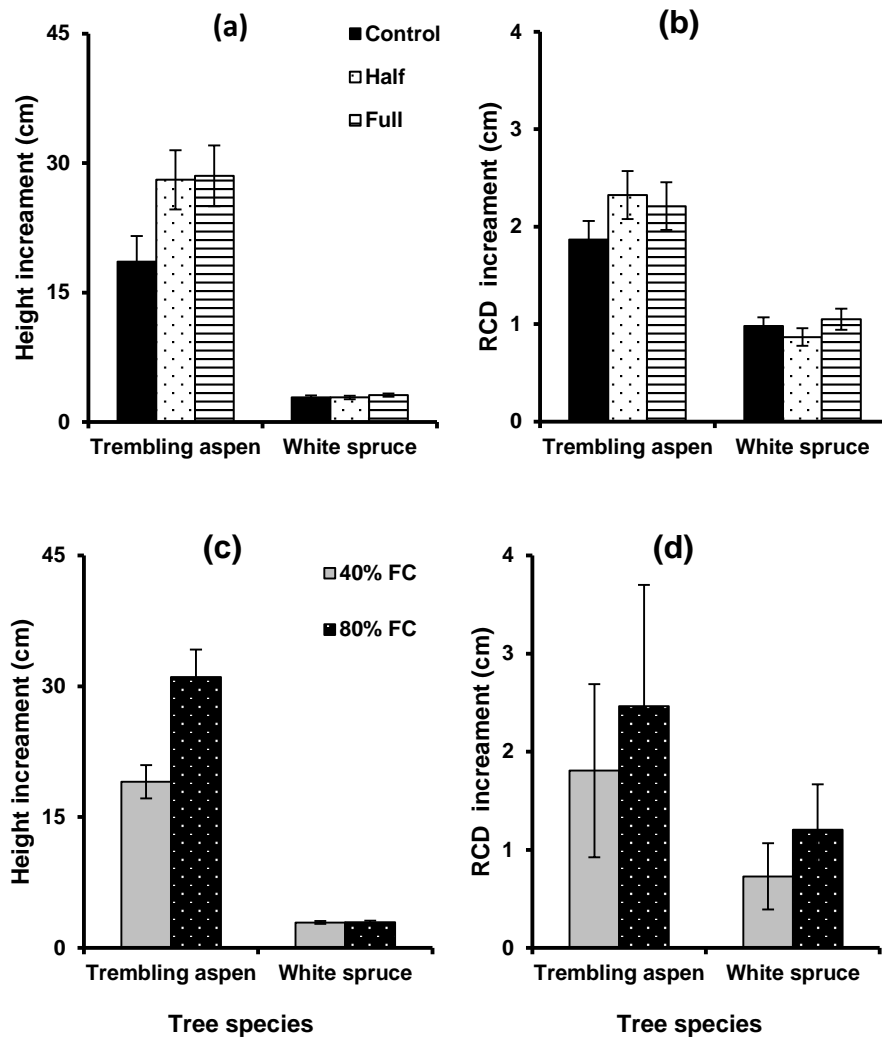 (a)
Control
Half
Full
Height increament (cm)
45
30
15
0
Trembling aspen White spruce
(b)
RCD increament (cm)
4
3
2
1
0
Trembling aspen White spruce
(c)
40% FC
80% FC
Height increament (cm)
45
30
15
0
Trembling aspen White spruce
Tree species
(d)
RCD increament (cm)
4
3
2
1
0
Trembling aspen White spruce
Tree species